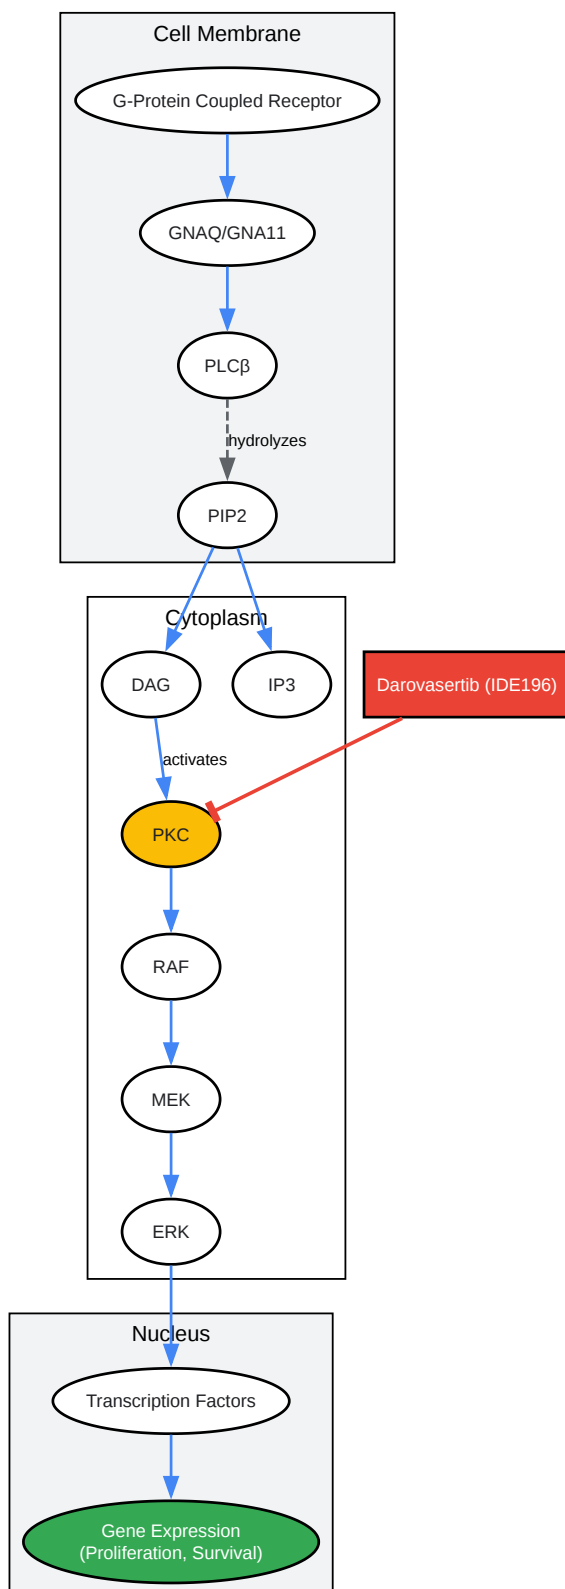 Cell Membrane
G-Protein Coupled Receptor
GNAQ/GNA11
PLCβ
hydrolyzes
PIP2
Cytoplasm
DAG
IP3
Darovasertib (IDE196)
activates
PKC
RAF
MEK
ERK
Nucleus
Transcription Factors
Gene Expression
(Proliferation, Survival)